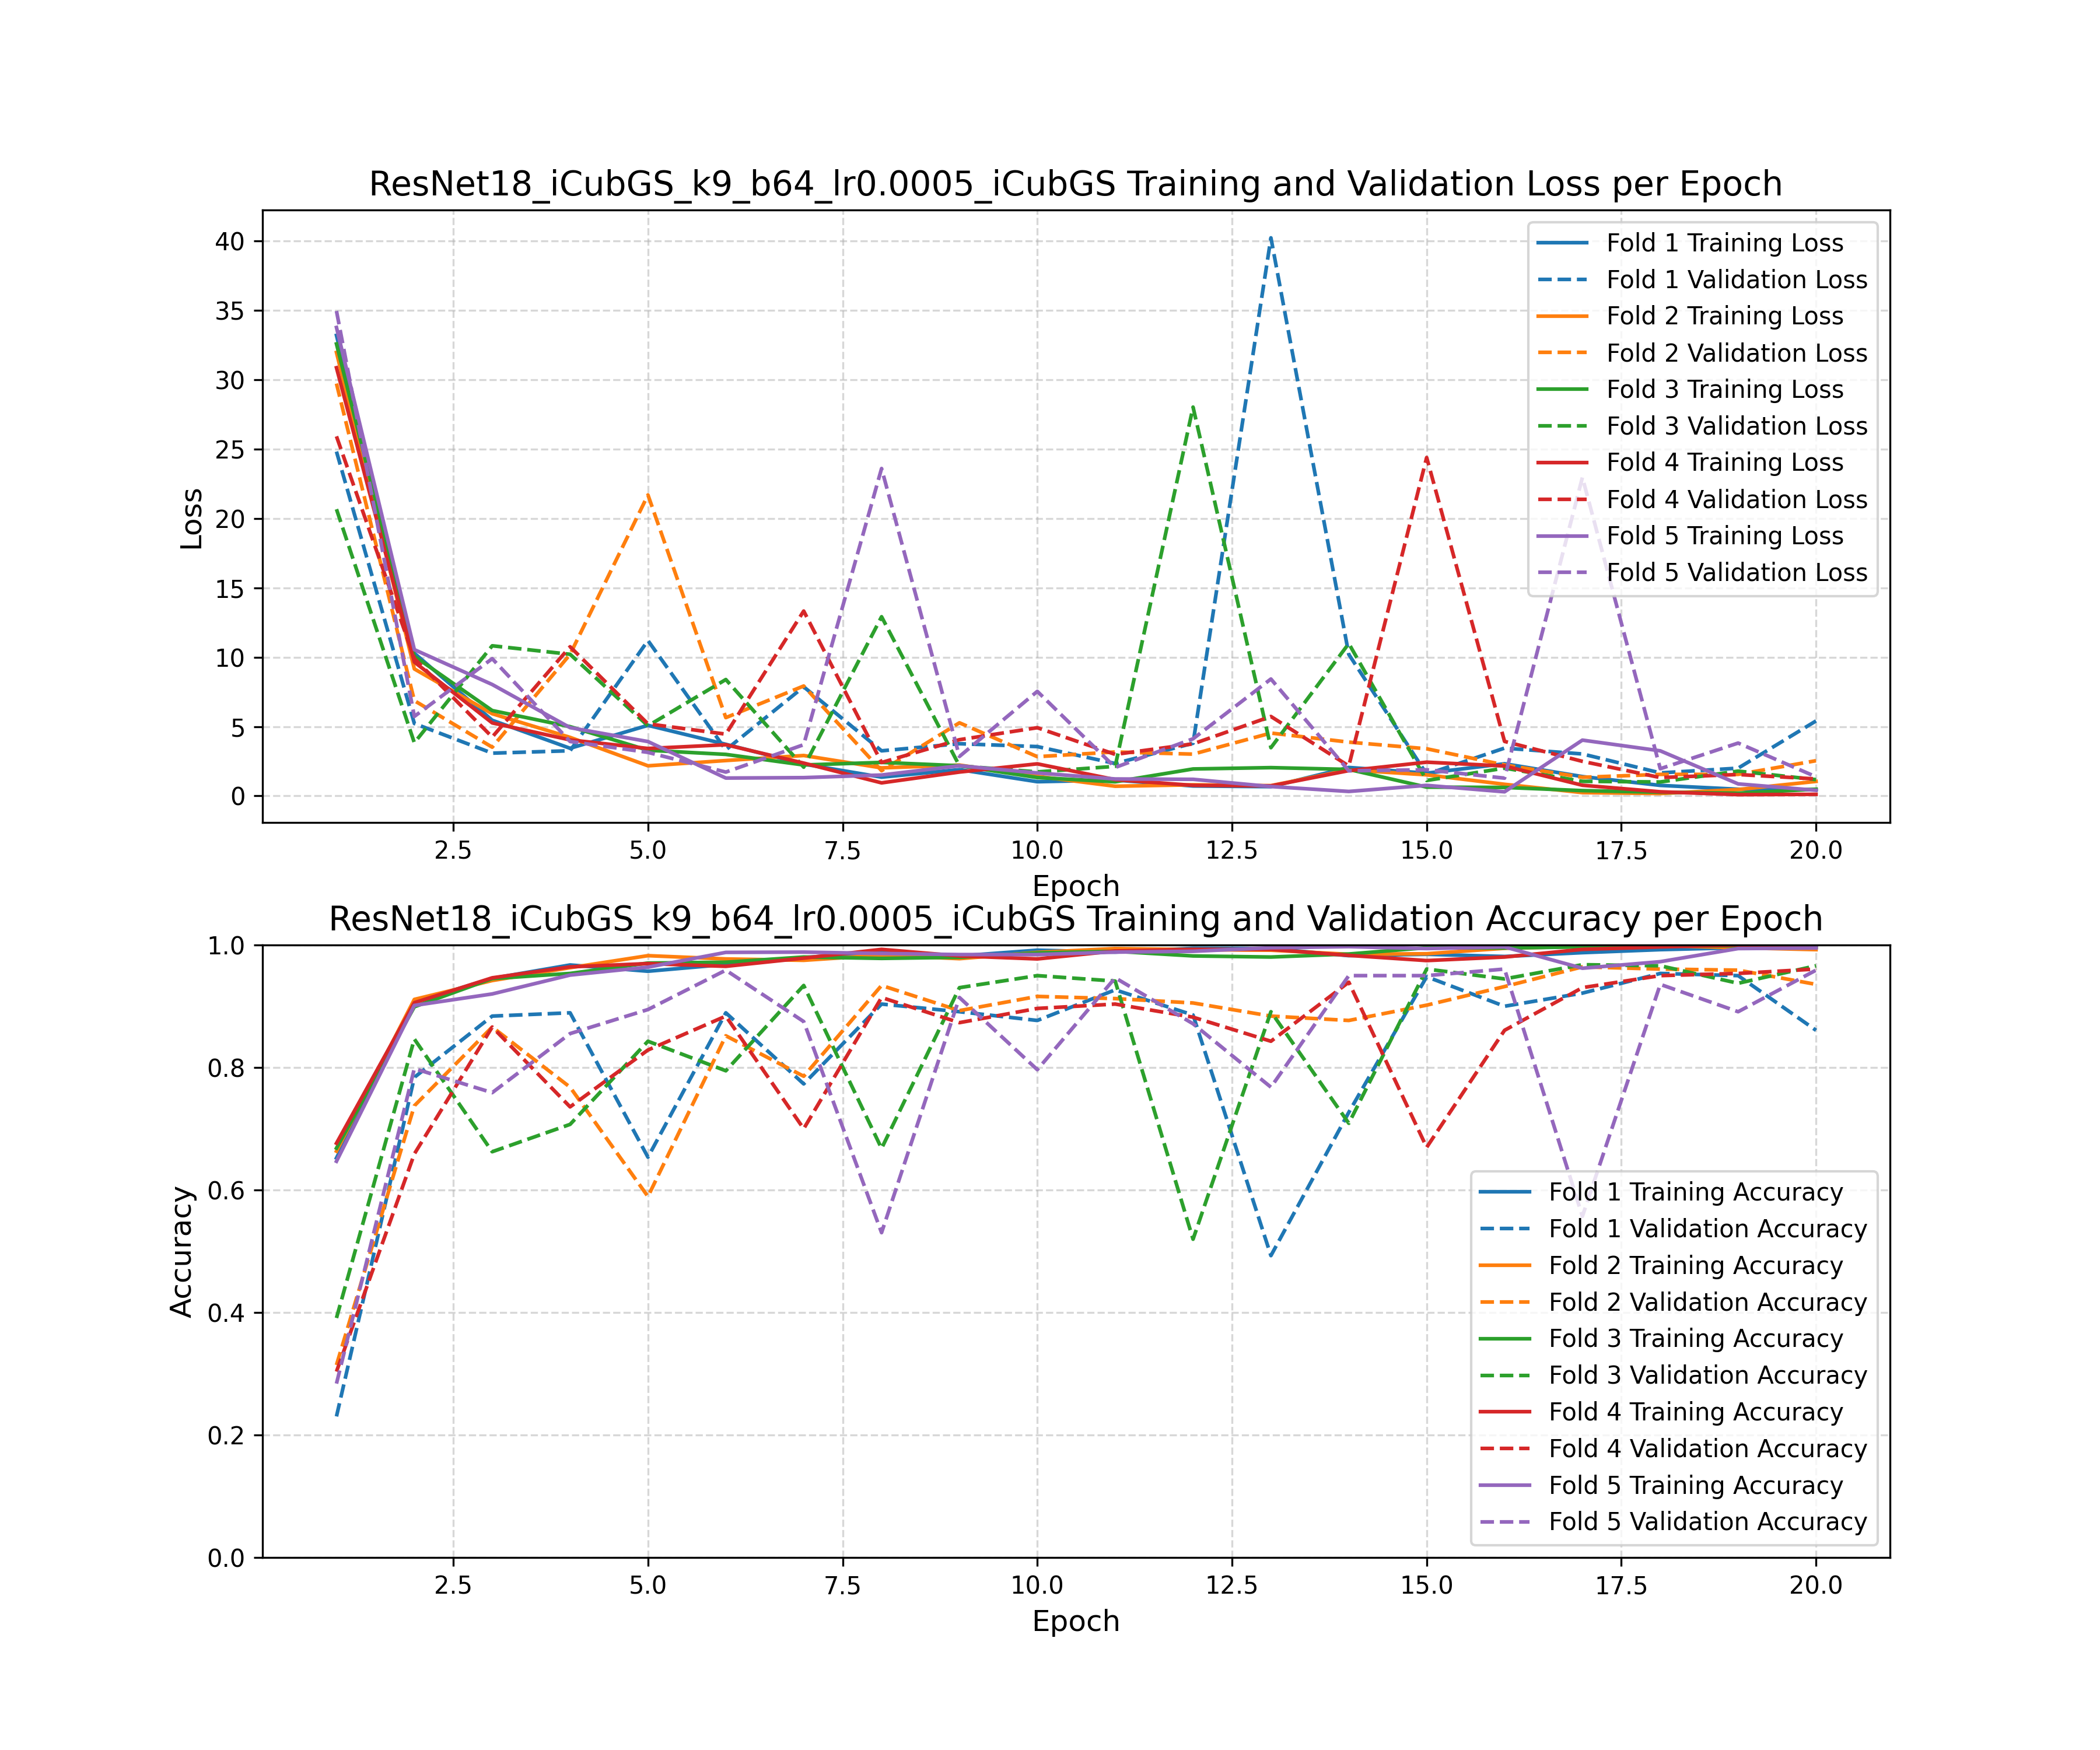 ResNet18_iCubGS_k9_b64_lr0.0005_iCubGS Training and Validation Loss per Epoch
Loss
40
35
30
25
20
15
10
5
0
Fold 1 Training Loss
Fold 1 Validation Loss
Fold 2 Training Loss
Fold 2 Validation Loss
Fold 3 Training Loss
Fold 3 Validation Loss
Fold 4 Training Loss
Fold 4 Validation Loss
Fold 5 Training Loss
Fold 5 Validation Loss
2.5 5.0 7.5 10.0 12.5 15.0 17.5 20.0
Epoch
ResNet18_iCubGS_k9_b64_lr0.0005_iCubGS Training and Validation Accuracy per Epoch
Accuracy
1.0
0.8
0.6
0.4
0.2
0.0
Fold 1 Training Accuracy
Fold 1 Validation Accuracy
Fold 2 Training Accuracy
Fold 2 Validation Accuracy
Fold 3 Training Accuracy
Fold 3 Validation Accuracy
Fold 4 Training Accuracy
Fold 4 Validation Accuracy
Fold 5 Training Accuracy
Fold 5 Validation Accuracy
2.5 5.0 7.5 10.0 12.5 15.0 17.5 20.0
Epoch